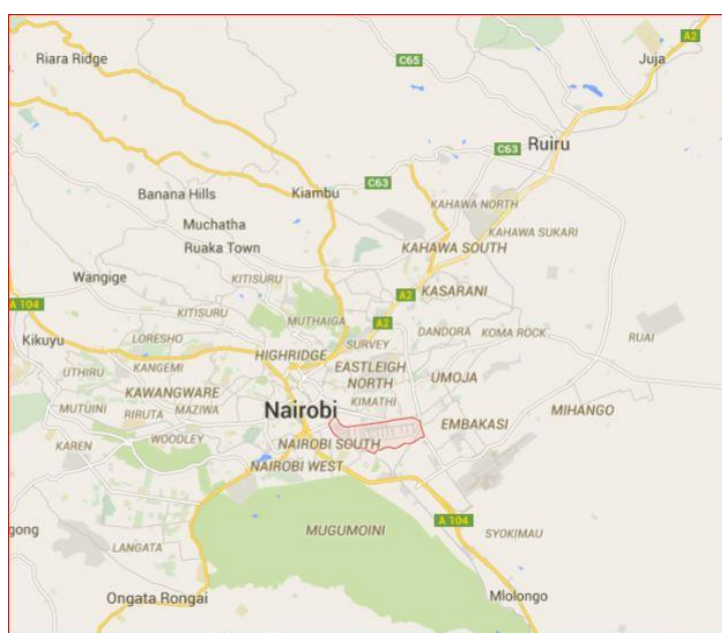 A2
Riara Ridge
C65
Juja
Ruiru
C63
C63
Banana Hills
Kiambu
KAHAWA NORTH
Muchatha
KAHAWA SUKARI
Ruaka Town
KAHAWA SOUTH
Wangige
KITISURU
KASARANI
A2
A 104
KITISURU
MUTHAIGA
A2
DANDORA
KOMA ROCK
RUAI
Kikuyu
LORESHO
SURVEY
HIGHRIDGE
UTHIRU
KANGEMI
EASTLEIGH
NORTH
UMOJA
KAWANGWARE
KIMATHI
MUTUINI
RIRUTA
MAZIWA
Nairobi
MIHANGO
EMBAKASI
KAREN
WOODLEY
NAIROBI SOUTH
NAIROBI WEST
A 104
gong
MUGUMOINI
SYOKIMAU
LANGATA
Ongata Rongai
Mlolongo